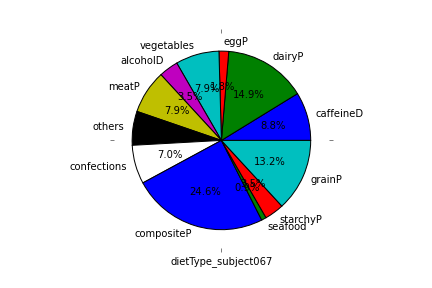 eggP
vegetables
dairyP
alcoholD
meatP
7.9%
14.9%
3.5%
7.9%
caffeineD
8.8%
others
confections
7.0%
13.2%
grainP
24.6%
starchyP
seafood
compositeP
dietType_subject067